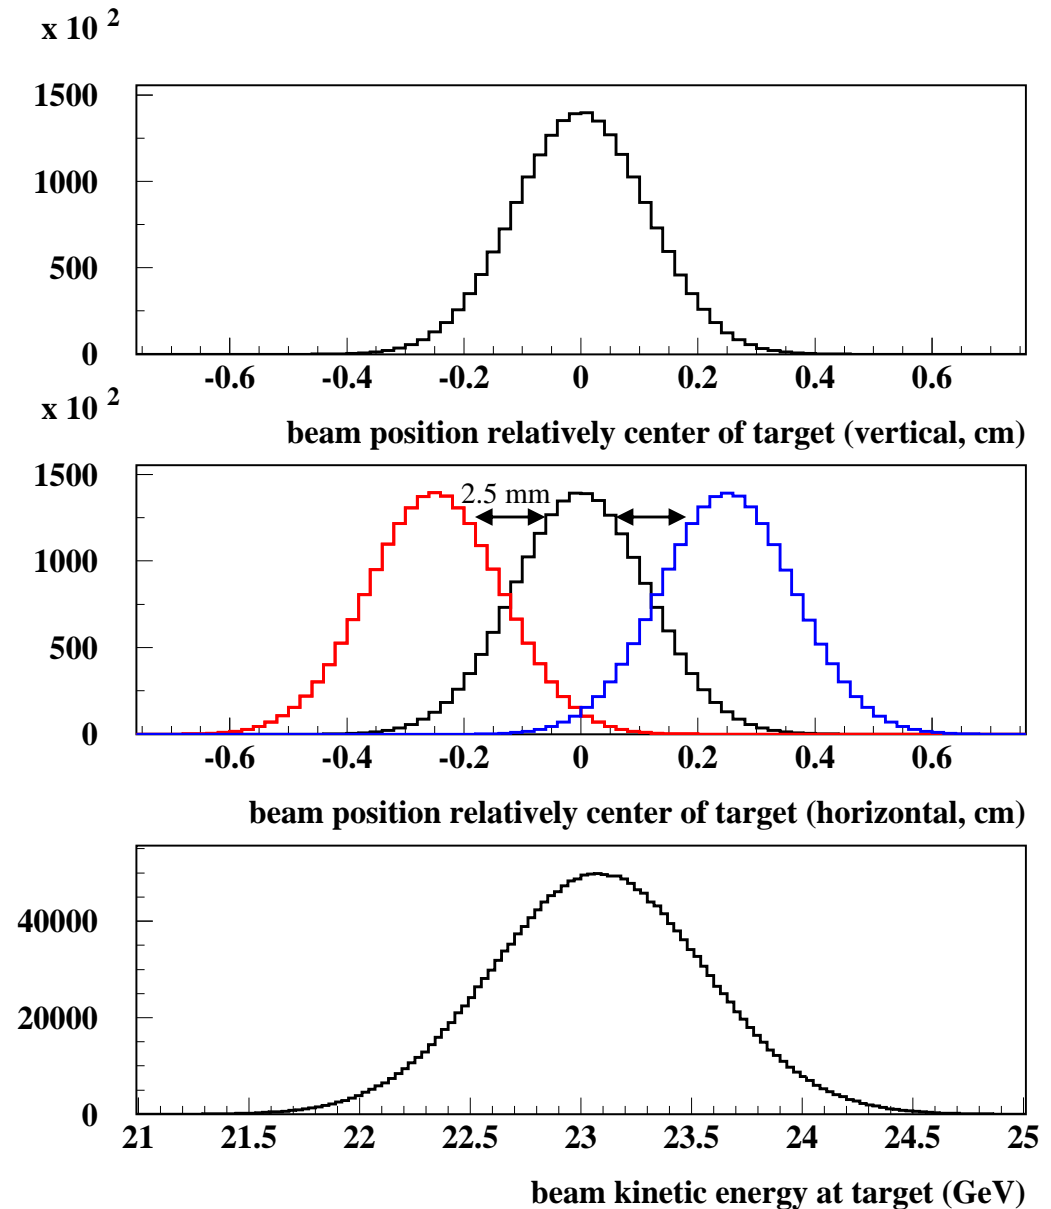 x 10 2
1500
1000
500
0
-0.6 -0.4 -0.2 0 0.2 0.4 0.6
x 10 2
beam position relatively center of target (vertical, cm)
1500
2.5 mm
1000
500
0
-0.6 -0.4 -0.2 0 0.2 0.4 0.6
beam position relatively center of target (horizontal, cm)
40000
20000
0
21 21.5 22 22.5 23 23.5 24 24.5 25
beam kinetic energy at target (GeV)